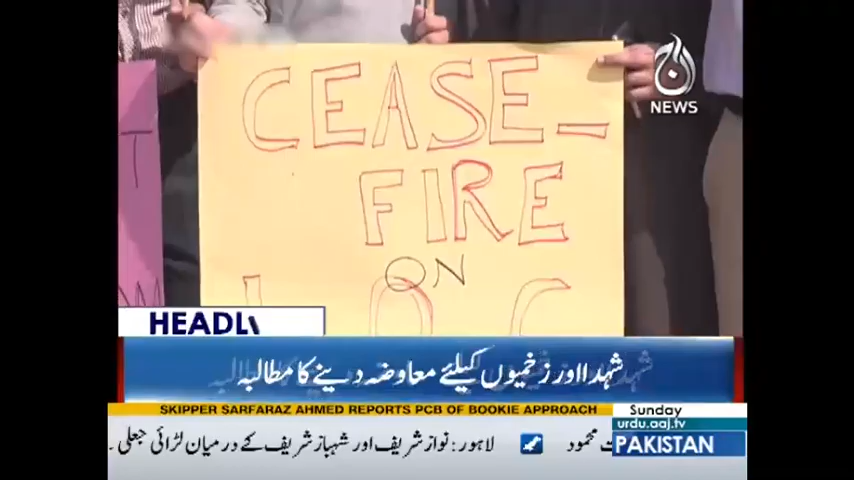 CEASE-
FIRE
ON
L O C
NEWS
HEADL
شہدا اور زخمیوں کیلئے معاوضہ دینے کا مطالبہ
SKIPPER SARFARAZ AHMED REPORTS PCB OF BOOKIE APPROACH
Sunday
urdu.aaj.tv
PAKISTAN
لاہور: نواز شریف اور شہباز شریف کے درمیان لڑائی جعلی ۔
ت محمود